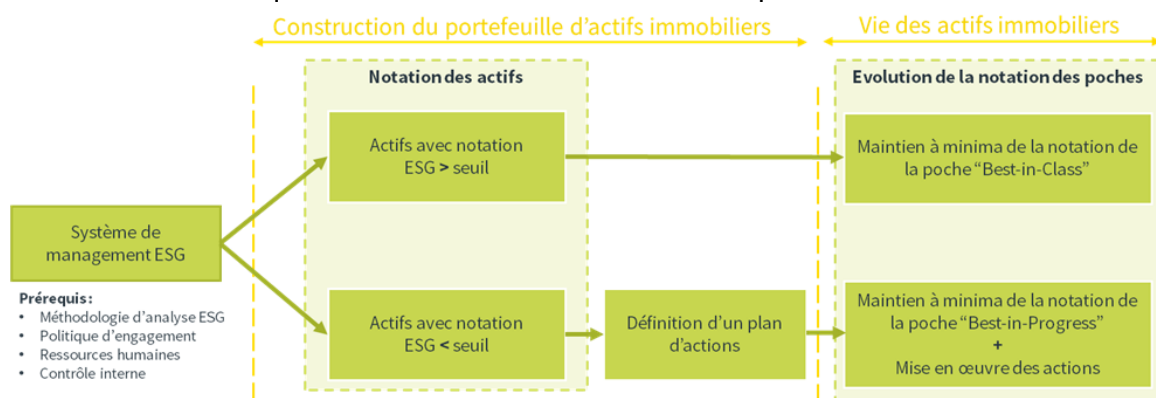 Construction du portefeuille d'actifs immobiliers
Vie des actifs immobiliers
Notation des actifs
Evolution de la notation des poches
Actifs avec notation
ESG > seuil
Maintien à minima de la notation de
la poche “Best-in-Class”
Système de
management ESG
Prérequis :
• Méthodologie d'analyse ESG
• Politique d'engagement
• Ressources humaines
• Contrôle interne
Actifs avec notation
ESG < seuil
Définition d'un plan
d'actions
Maintien à minima de la notation de
la poche “Best-in-Progress”
+
Mise en œuvre des actions